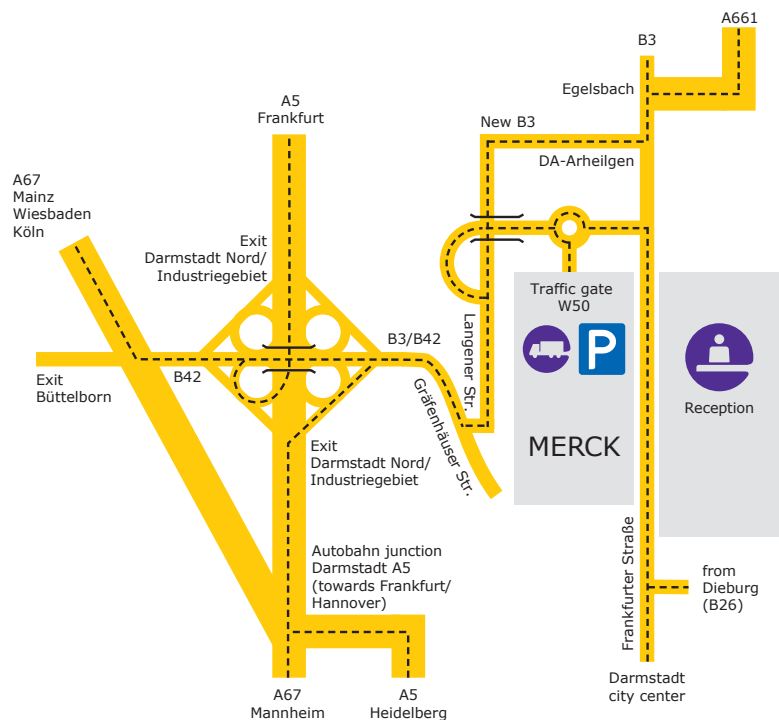 A661
B3
Egelsbach
A5
Frankfurt
New B3
DA-Arheilgen
A67
Mainz
Wiesbaden
Köln
Exit
Darmstadt Nord/
Industriegebiet
Traffic gate
W50
P
Langener Str.
B3/B42
B42
Exit
Büttelborn
Gräfenhäuser Str.
Reception
MERCK
Exit
Darmstadt Nord/
Industriegebiet
Frankfurter Straße
Autobahn junction
Darmstadt A5
(towards Frankfurt/
Hannover)
from
Dieburg
(B26)
A67
Mannheim
A5
Heidelberg
Darmstadt
city center